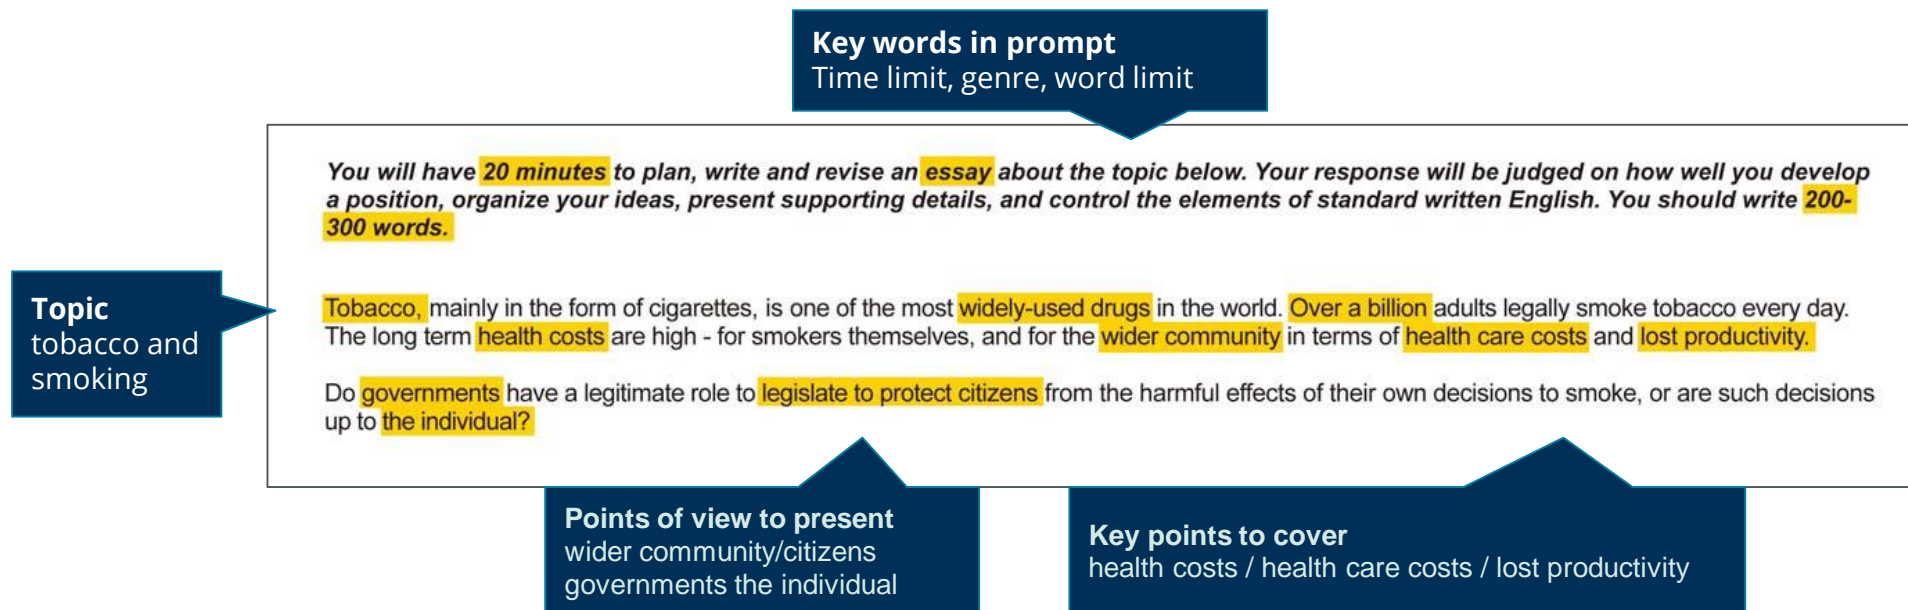 Key words in prompt
Time limit, genre, word limit
You will have 20 minutes to plan, write and revise an essay about the topic below. Your response will be judged on how well you develop
a position, organize your ideas, present supporting details, and control the elements of standard written English. You should write 200-
300 words.
Topic
tobacco and
smoking
Tobacco, mainly in the form of cigarettes, is one of the most widely-used drugs in the world. Over a billion adults legally smoke tobacco every day.
The long term health costs are high - for smokers themselves, and for the wider community in terms of health care costs and lost productivity.
Do governments have a legitimate role to legislate to protect citizens from the harmful effects of their own decisions to smoke, or are such decisions
up to the individual?
Points of view to present
wider community/citizens
governments the individual
Key points to cover
health costs / health care costs / lost productivity